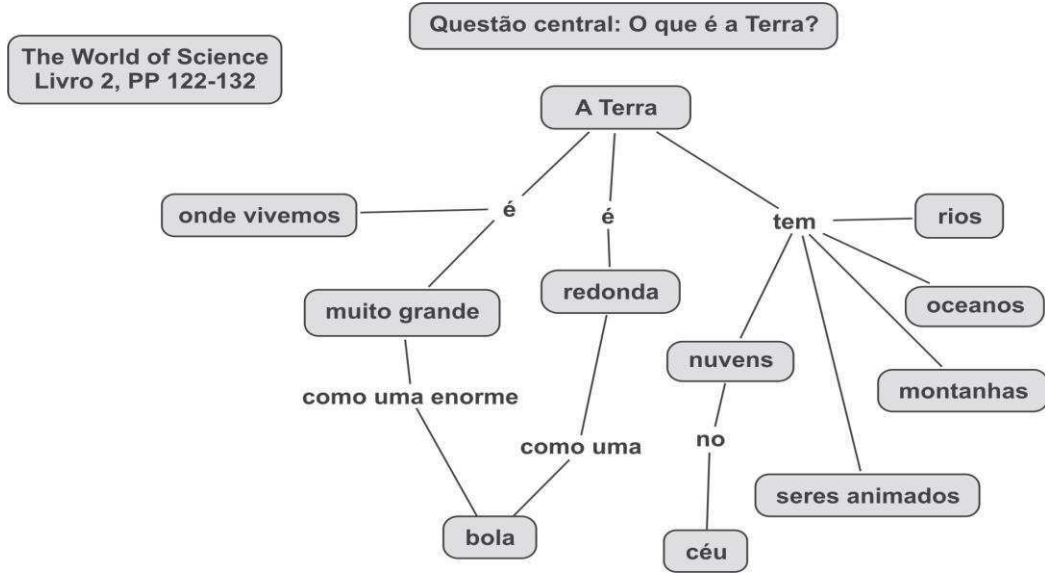 Questão central: O que é a Terra?
The World of Science
Livro 2, PP 122-132
A Terra
onde vivemos
é
é
tem
rios
muito grande
redonda
oceanos
nuvens
montanhas
como uma enorme
no
como uma
seres animados
bola
céu